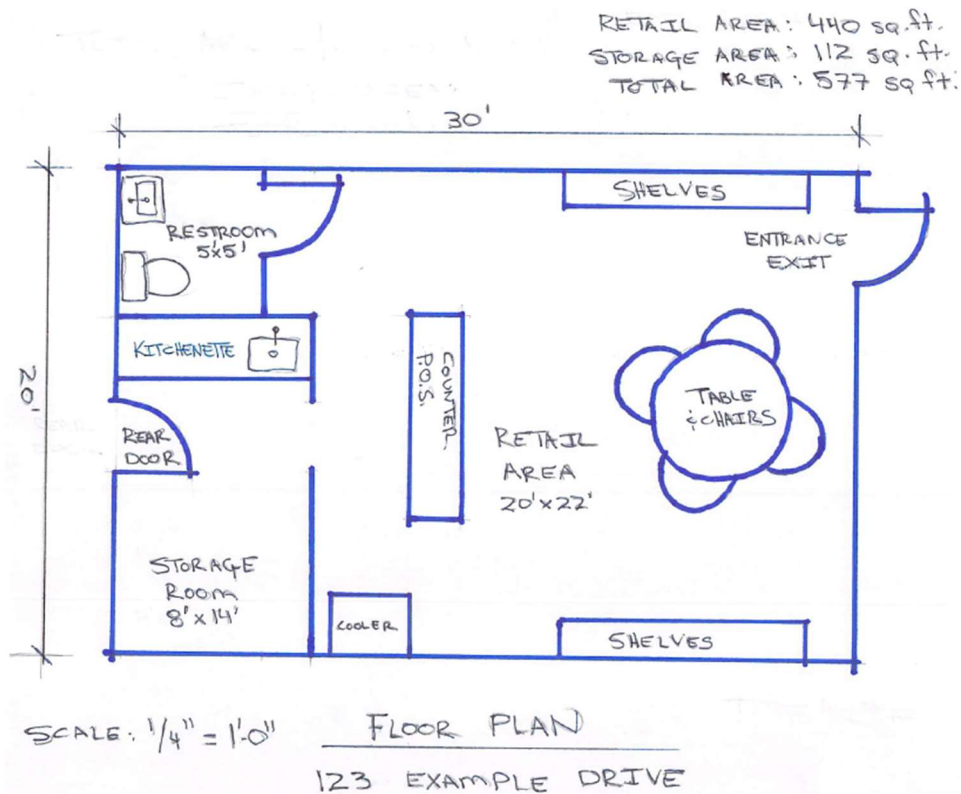 RETAIL AREA: 440 sq.ft.
STORAGE AREA: 112 sq.ft.
TOTAL AREA: 577 sq ft.
30'
20'
SHELVES
RESTROOM
5'x5'
ENTRANCE
EXIT
KITCHENETTE
COUNTER
P.O.S.
TABLE
& CHAIRS
REAR
DOOR
RETAIL
AREA
20'x22'
STORAGE
ROOM
8'x14'
COOLER
SHELVES
SCALE: 1/4" = 1'-0"
FLOOR PLAN
123 EXAMPLE DRIVE